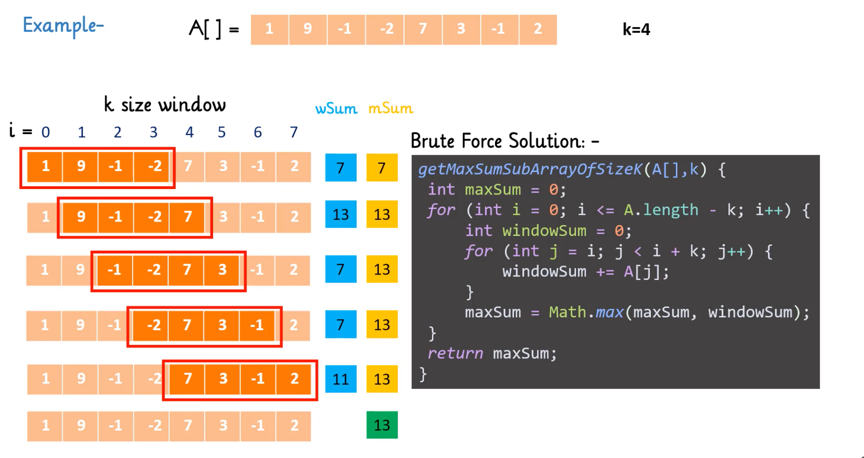 Example-
A[ ] = 1 9 -1 -2 7 3 -1 2
k=4
k size window
wSum mSum
i = 0 1 2 3 4 5 6 7
1 9 -1 -2 7 3 -1 2 7 7
1 9 -1 -2 7 3 -1 2 13 13
1 9 -1 -2 7 3 -1 2 7 13
1 9 -1 -2 7 3 -1 2 7 13
1 9 -1 -2 7 3 -1 2 11 13
1 9 -1 -2 7 3 -1 2 13
Brute Force Solution: -
getMaxSumSubArrayOfSizeK(A[],k) {
int maxSum = 0;
for (int i = 0; i <= A.length - k; i++) {
int windowSum = 0;
for (int j = i; j < i + k; j++) {
windowSum += A[j];
}
maxSum = Math.max(maxSum, windowSum);
}
return maxSum;
}